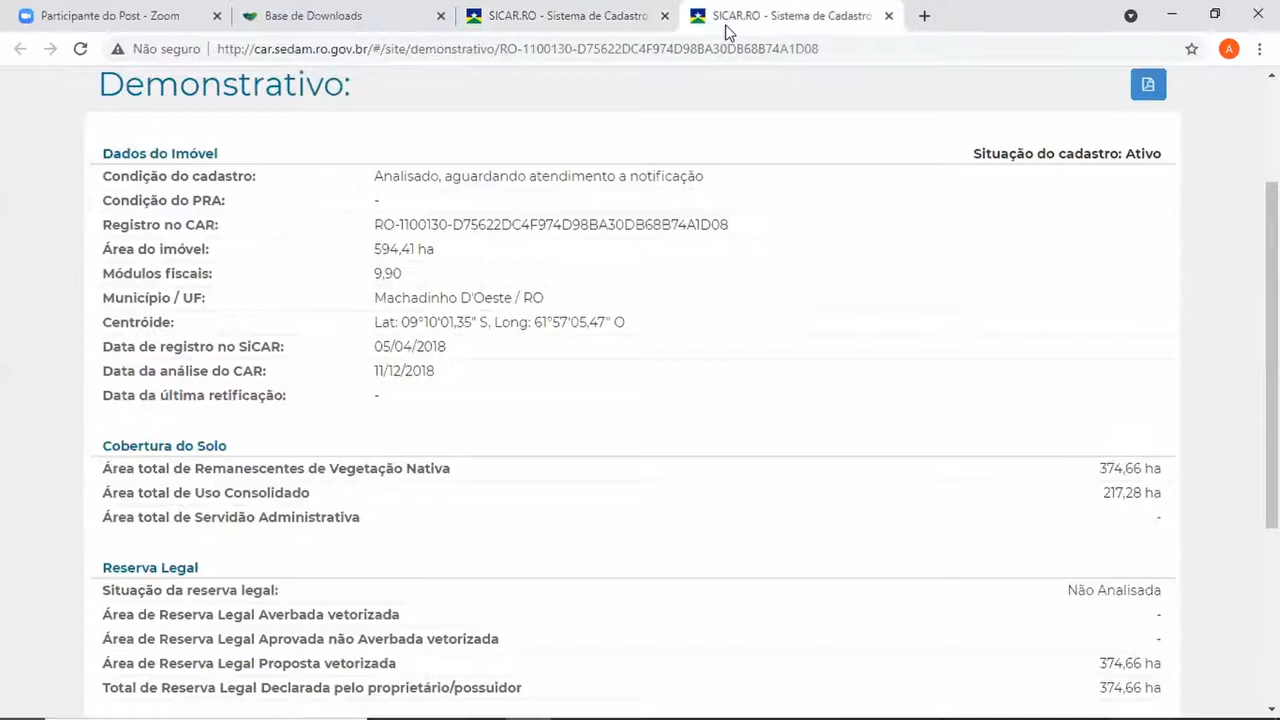 Participante do Post - Zoom
Base de Downloads
SICAR.RO - Sistema de Cadastro
SICAR.RO - Sistema de Cadastro
Não seguro
http://car.sedam.ro.gov.br/#/site/demonstrativo/RO-1100130-D75622DC4F974D98BA30DB68B74A1D08
A
Demonstrativo:
Dados do Imóvel
Situação do cadastro: Ativo
Condição do cadastro: Analisado, aguardando atendimento a notificação
Condição do PRA: -
Registro no CAR: RO-1100130-D75622DC4F974D98BA30DB68B74A1D08
Área do imóvel: 594,41 ha
Módulos fiscais: 9,90
Município / UF: Machadinho D'Oeste / RO
Centróide: Lat: 09°10'01,35" S, Long: 61°57'05,47" O
Data de registro no SiCAR: 05/04/2018
Data da análise do CAR: 11/12/2018
Data da última retificação: -
Cobertura do Solo
Área total de Remanescentes de Vegetação Nativa 374,66 ha
Área total de Uso Consolidado 217,28 ha
Área total de Servidão Administrativa -
Reserva Legal
Situação da reserva legal: Não Analisada
Área de Reserva Legal Averbada vetorizada -
Área de Reserva Legal Aprovada não Averbada vetorizada -
Área de Reserva Legal Proposta vetorizada 374,66 ha
Total de Reserva Legal Declarada pelo proprietário/possuidor 374,66 ha